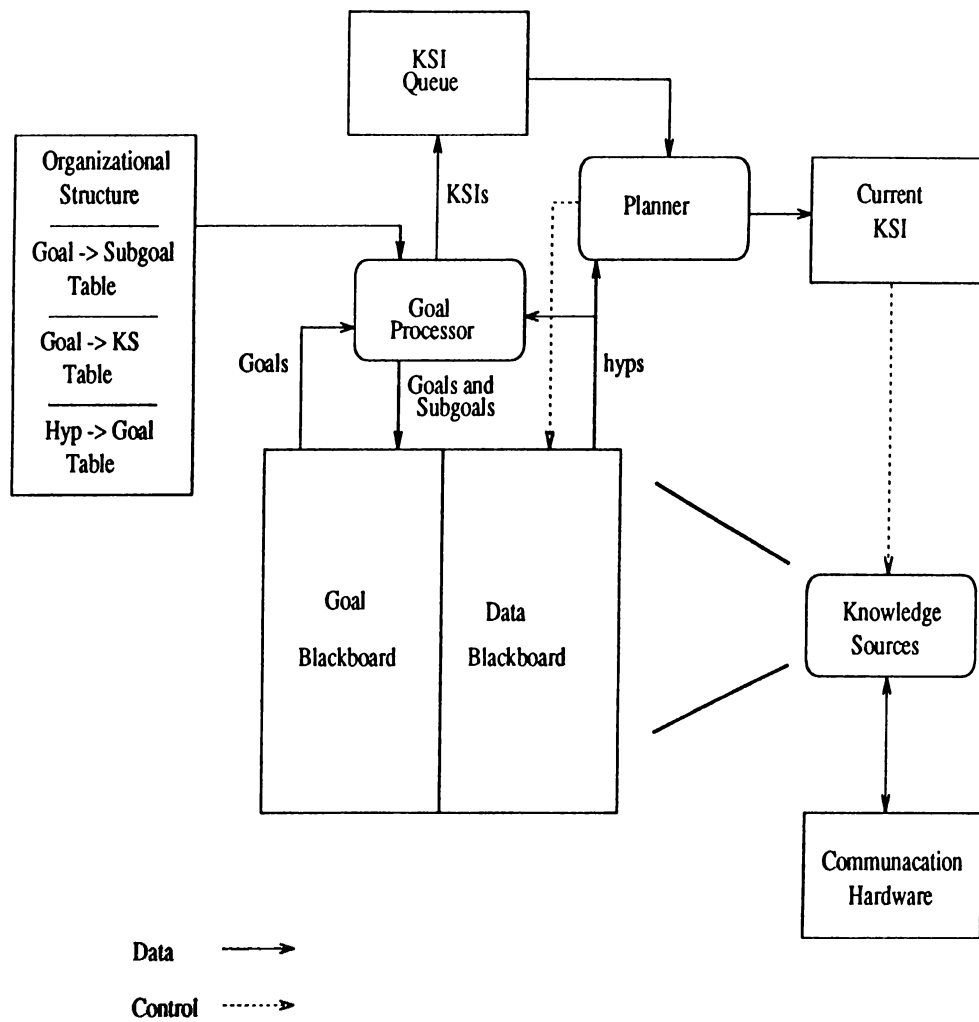 KSI
Queue
Organizational
Structure
Goal -> Subgoal
Table
Goal -> KS
Table
Hyp -> Goal
Table
KSIs
Planner
Current
KSI
Goal
Processor
Goals
Goals and
Subgoals
hyps
Goal
Blackboard
Data
Blackboard
Knowledge
Sources
Communacation
Hardware
Data
Control